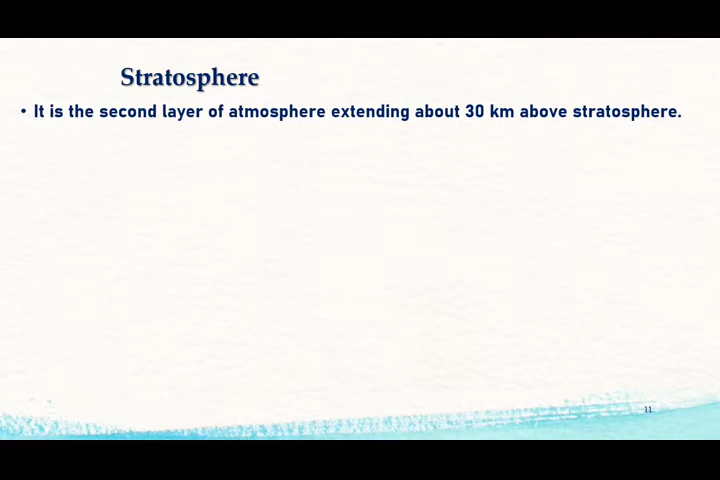 Stratosphere
• It is the second layer of atmosphere extending about 30 km above stratosphere.
11